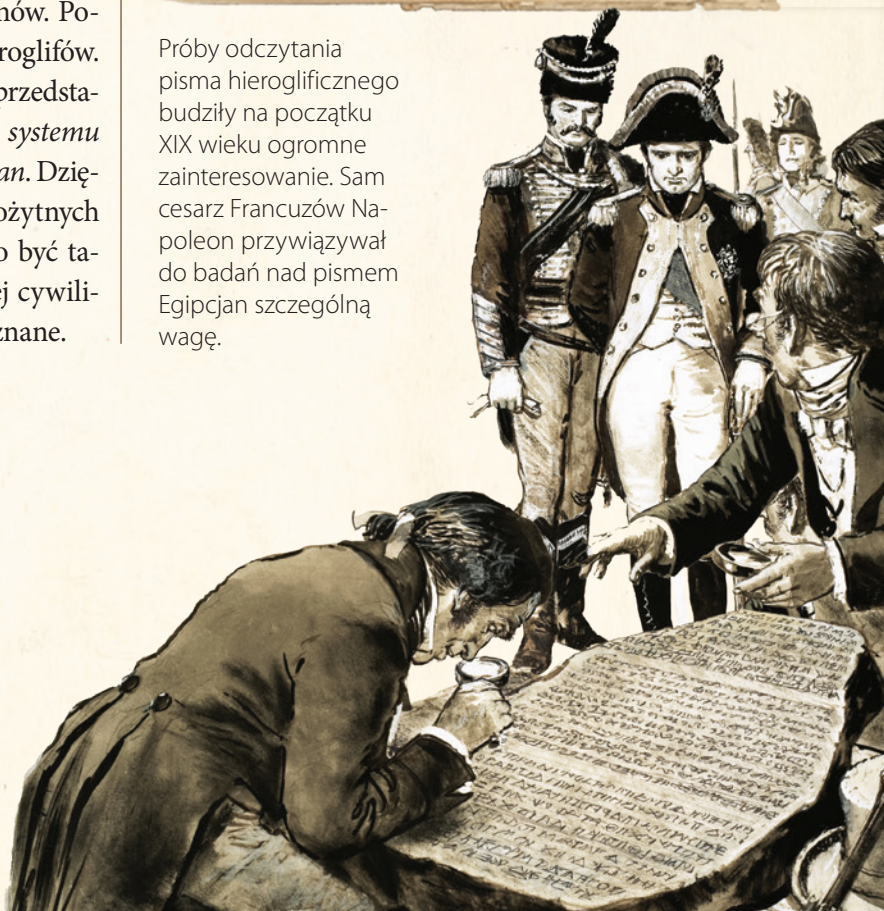 nów. Po-
roglifów.
przedsta-
systemu
an. Dzię-
ożytnych
o być ta-
ej cywili-
znane.
Próby odczytania
pisma hieroglificznego
budziły na początku
XIX wieku ogromne
zainteresowanie. Sam
cesarz Francuzów Na-
poleon przywiązywał
do badań nad pismem
Egipcjan szczególną
wagę.